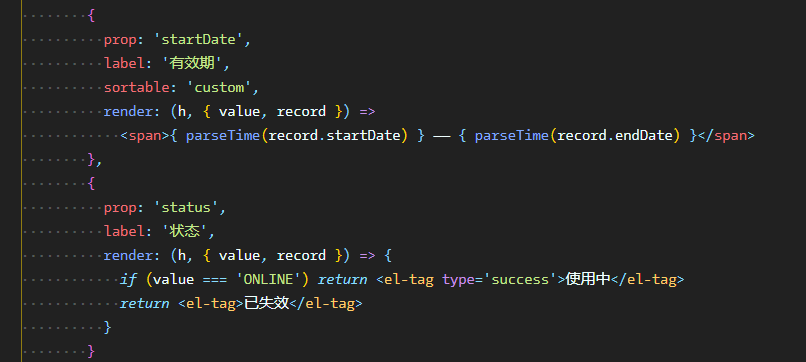 {
prop: 'startDate',
label: '有效期',
sortable: 'custom',
render: (h, { value, record }) =>
<span>{ parseTime(record.startDate) } —— { parseTime(record.endDate) }</span>
},
{
prop: 'status',
label: '状态',
render: (h, { value, record }) => {
if (value === 'ONLINE') return <el-tag type='success'>使用中</el-tag>
return <el-tag>已失效</el-tag>
}
}